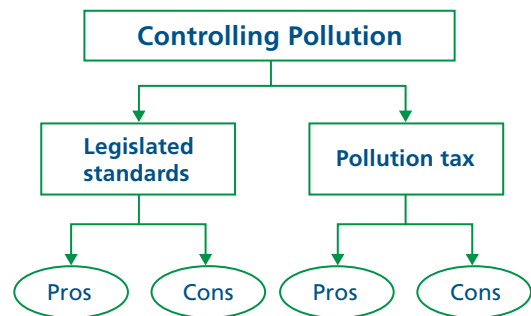 Controlling Pollution
Legislated
standards
Pollution tax
Pros
Cons
Pros
Cons